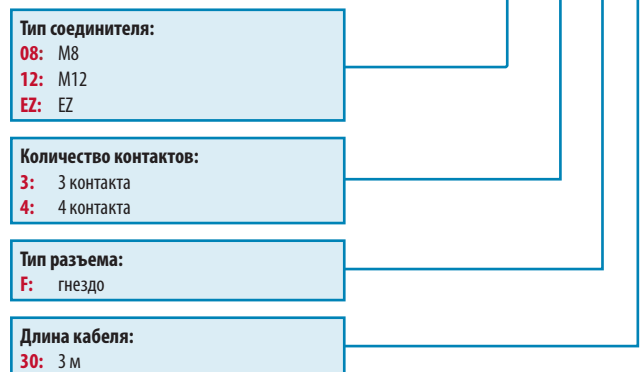 Тип соединителя:
08: M8
12: M12
EZ: EZ
Количество контактов:
3: 3 контакта
4: 4 контакта
Тип разъема:
F: гнездо
Длина кабеля:
30: 3 м